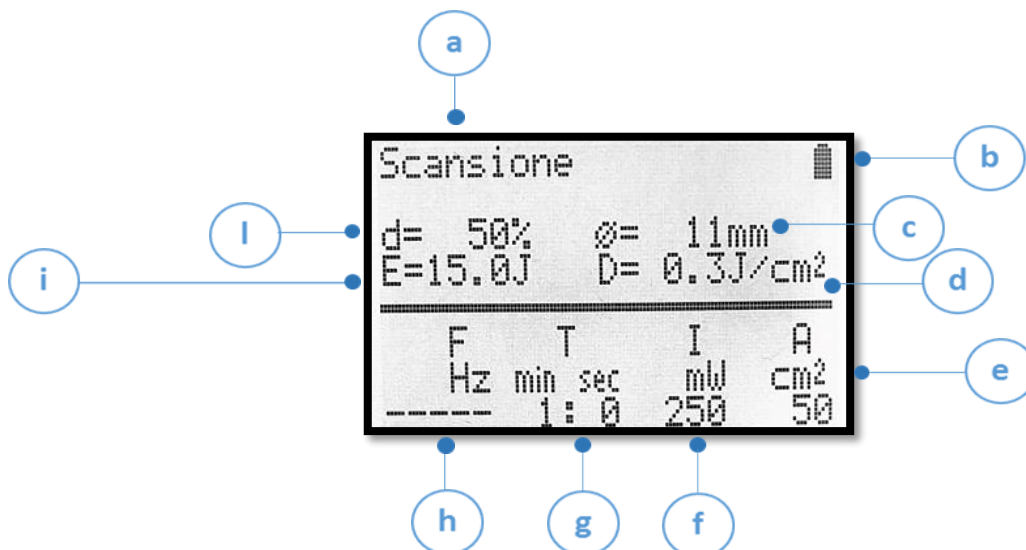 a
b
Scansione
l
d= 50% ø= 11mm
c
i
E=15.0J D= 0.3J/cm2
d
F T I A
Hz min sec mW cm2
e
----- 1: 0 250 50
h
g
f